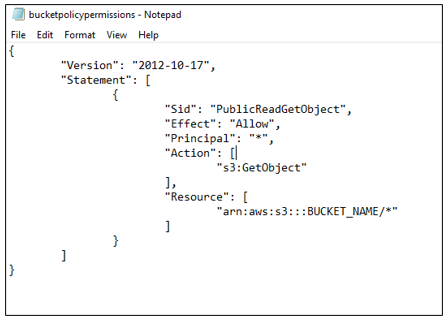 bucketpolicypermissions - Notepad
File Edit Format View Help
{
"Version": "2012-10-17",
"Statement": [
{
"Sid": "PublicReadGetObject",
"Effect": "Allow",
"Principal": "*",
"Action": [
"s3:GetObject"
],
"Resource": [
"arn:aws:s3:::BUCKET_NAME/*"
]
}
]
}